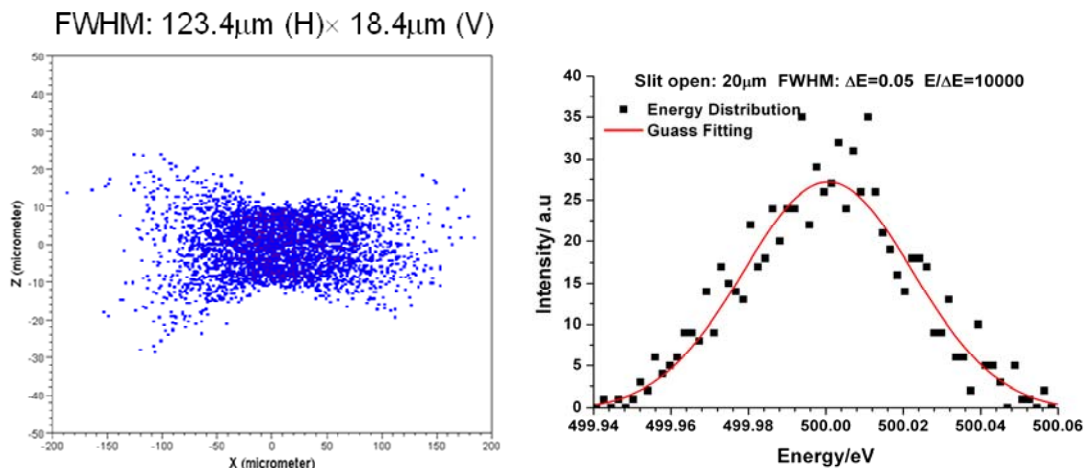 FWHM: 123.4μm (H)× 18.4μm (V)
50
40
30
20
10
0
-10
-20
-30
-40
-50
Z (micrometer)
-200 -150 -100 -50 0 50 100 150 200
X (micrometer)
Slit open: 20μm FWHM: ΔE=0.05 E/ΔE=10000
Energy Distribution
Guass Fitting
40
35
30
25
20
15
10
5
0
Intensity/ a.u
499.94 499.96 499.98 500.00 500.02 500.04 500.06
Energy/eV